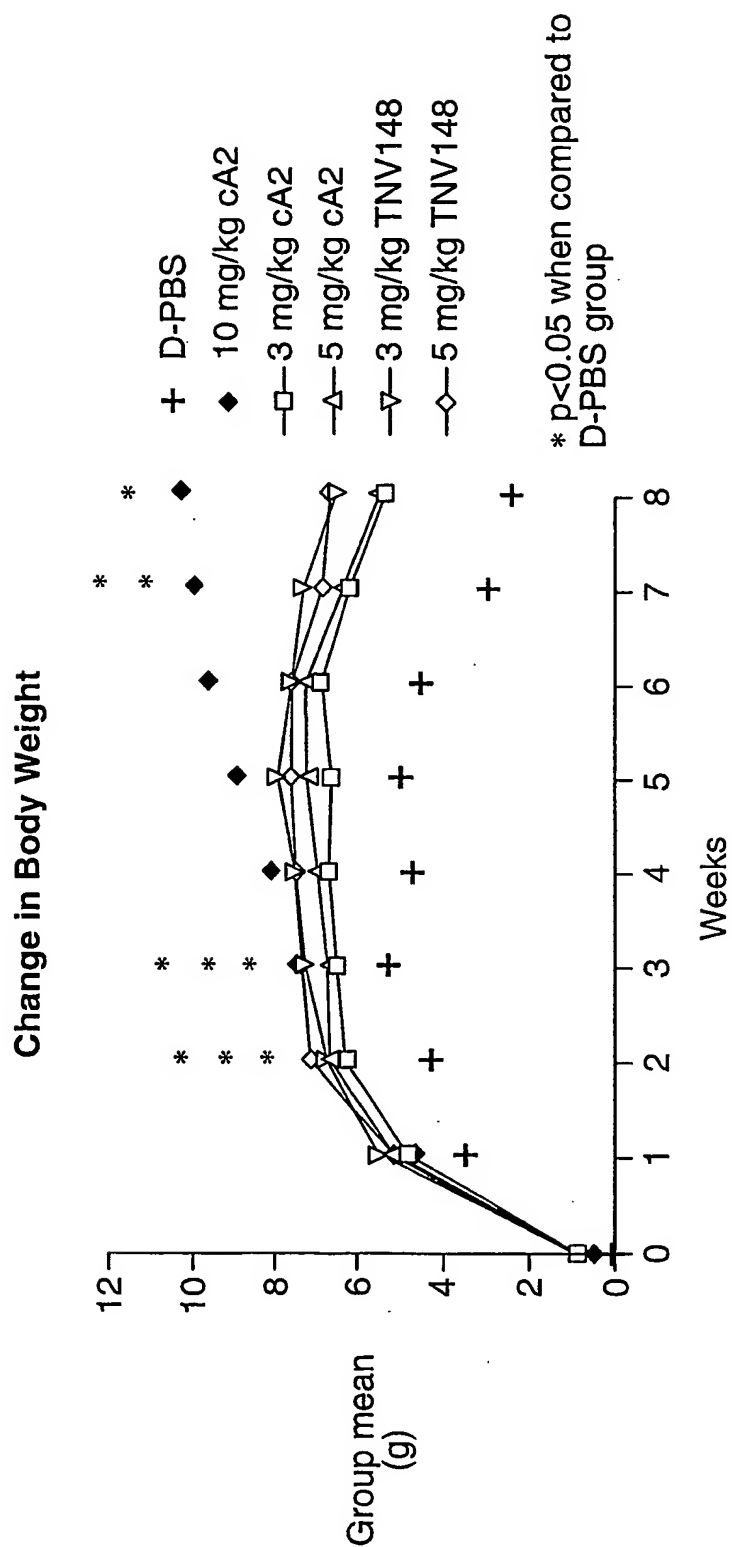 Change in Body Weight
Group mean
(g)
12
10
8
6
4
2
0
* * *
* * *
* *
*
0 1 2 3 4 5 6 7 8
Weeks
D-PBS
10 mg/kg cA2
3 mg/kg cA2
5 mg/kg cA2
3 mg/kg TNV148
5 mg/kg TNV148
* p<0.05 when compared to
D-PBS group